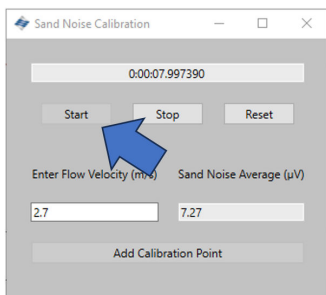 Sand Noise Calibration
0:00:07.997390
Start Stop Reset
Enter Flow Velocity (m/s) Sand Noise Average (µV)
2.7 7.27
Add Calibration Point